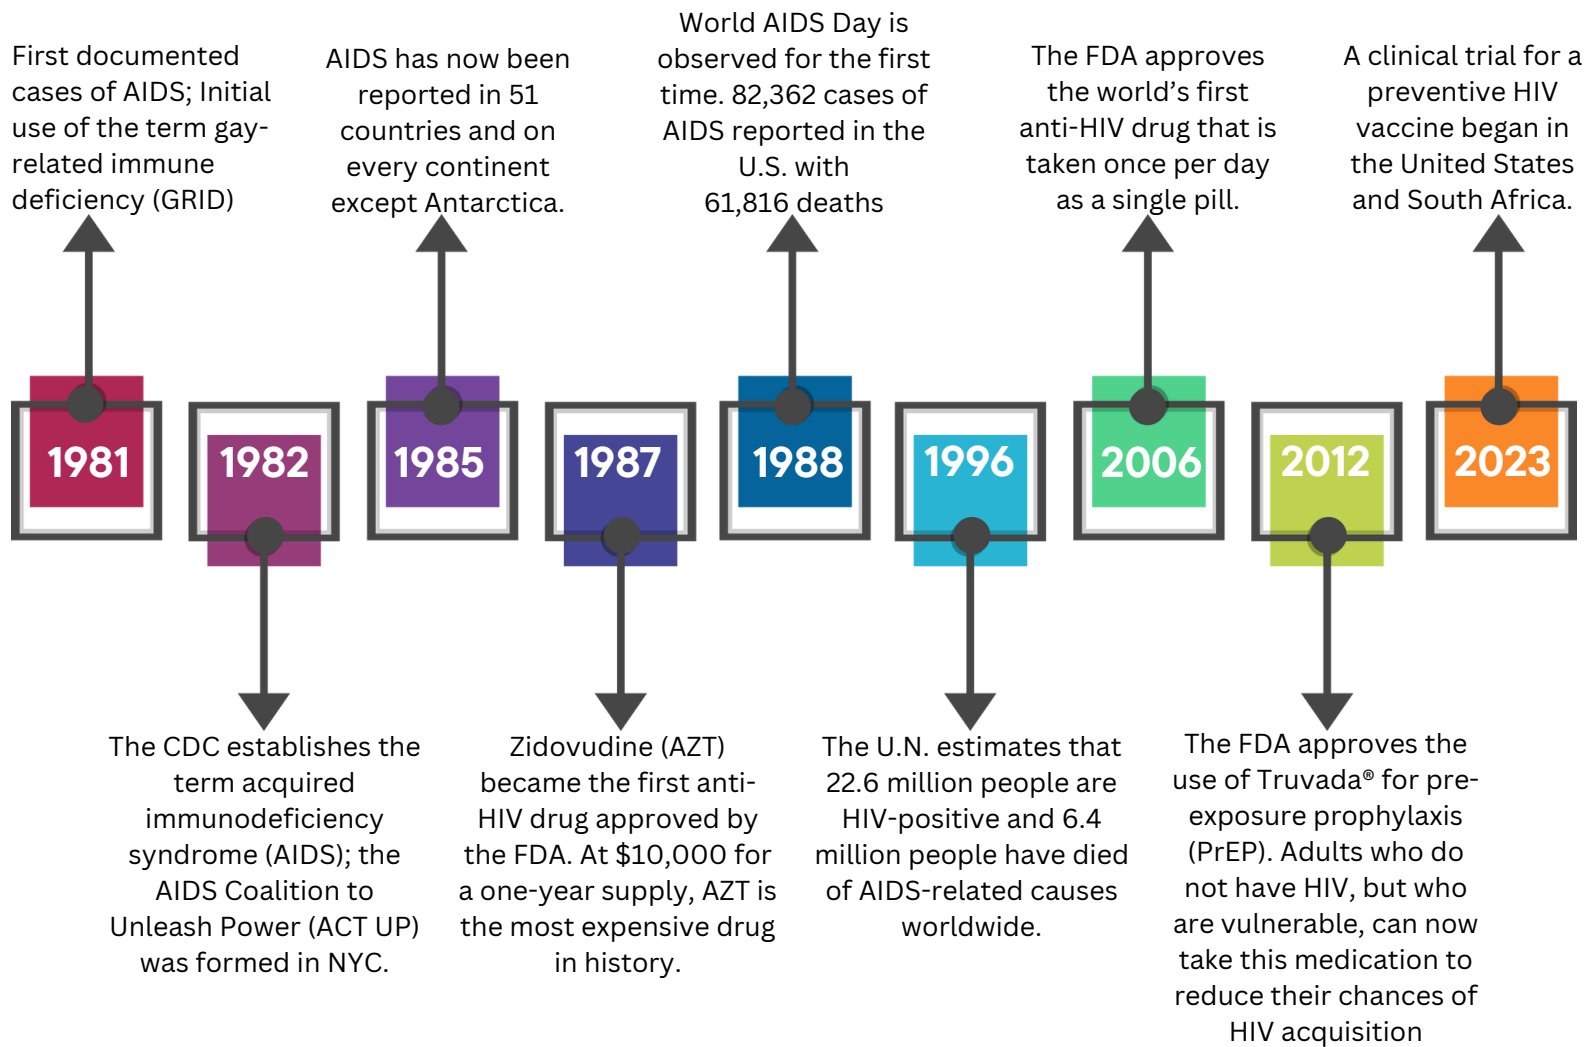 First documented
cases of AIDS; Initial
use of the term gay-
related immune
deficiency (GRID)
AIDS has now been
reported in 51
countries and on
every continent
except Antarctica.
World AIDS Day is
observed for the first
time. 82,362 cases of
AIDS reported in the
U.S. with
61,816 deaths
The FDA approves
the world’s first
anti-HIV drug that is
taken once per day
as a single pill.
A clinical trial for a
preventive HIV
vaccine began in
the United States
and South Africa.
1981
1982
1985
1987
1988
1996
2006
2012
2023
The CDC establishes the
term acquired
immunodeficiency
syndrome (AIDS); the
AIDS Coalition to
Unleash Power (ACT UP)
was formed in NYC.
Zidovudine (AZT)
became the first anti-
HIV drug approved by
the FDA. At $10,000 for
a one-year supply, AZT is
the most expensive drug
in history.
The U.N. estimates that
22.6 million people are
HIV-positive and 6.4
million people have died
of AIDS-related causes
worldwide.
The FDA approves the
use of Truvada® for pre-
exposure prophylaxis
(PrEP). Adults who do
not have HIV, but who
are vulnerable, can now
take this medication to
reduce their chances of
HIV acquisition